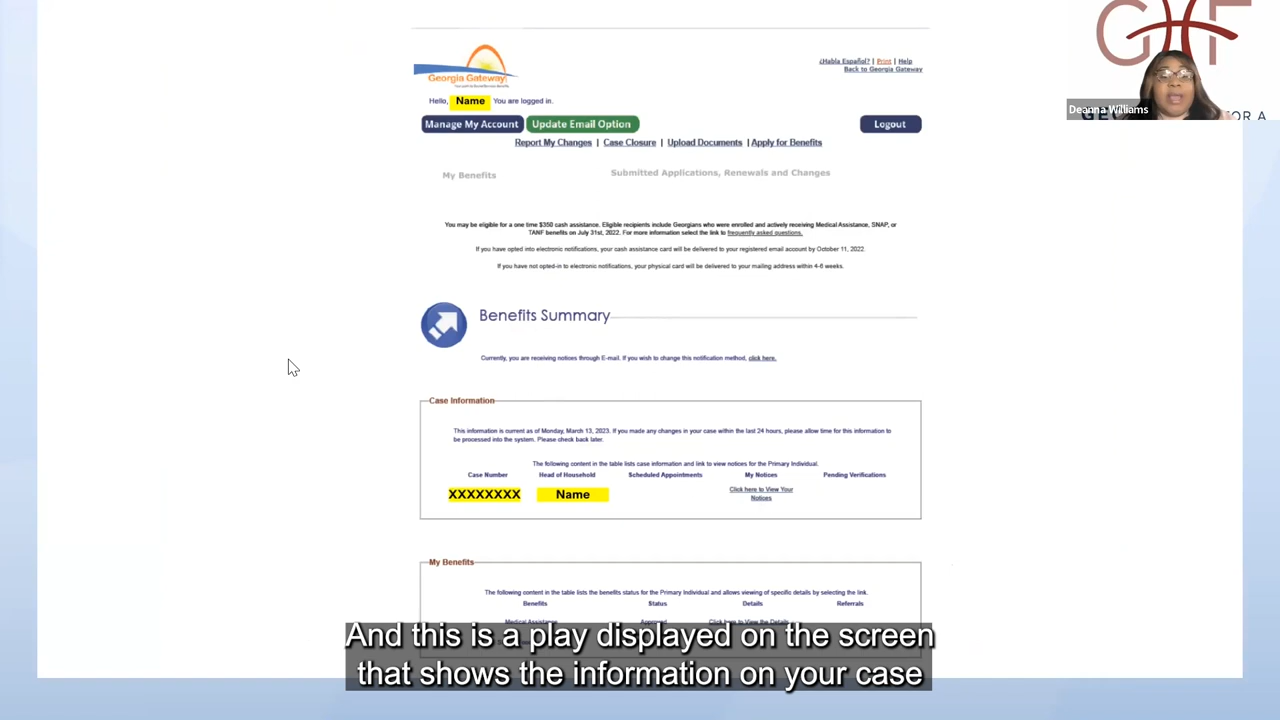 G F
Georgia Gateway
¿Habla Español? | Print | Help
Back to Georgia Gateway
Hello, Name You are logged in.
Deanna Williams
OR A
Manage My Account Update Email Option Logout
Report My Changes | Case Closure | Upload Documents | Apply for Benefits
My Benefits Submitted Applications, Renewals and Changes
You may be eligible for a one time $350 cash assistance. Eligible recipients include Georgians who were enrolled and actively receiving Medical Assistance, SNAP, or
TANF benefits on July 31st, 2022. For more information select the link to frequently asked questions.
If you have opted into electronic notifications, your cash assistance card will be delivered to your registered email account by October 11, 2022.
If you have not opted-in to electronic notifications, your physical card will be delivered to your mailing address within 4-6 weeks.
Benefits Summary
Currently, you are receiving notices through E-mail. If you wish to change this notification method, click here.
Case Information
This information is current as of Monday, March 13, 2023. If you made any changes in your case within the last 24 hours, please allow time for this information to
be processed into the system. Please check back later.
The following content in the table lists case information and link to view notices for the Primary Individual.
Case Number Head of Household Scheduled Appointments My Notices Pending Verifications
XXXXXXXX Name Click here to View Your
Notices
My Benefits
The following content in the table lists the benefits status for the Primary Individual and allows viewing of specific details by selecting the link.
Benefits Status Details Referrals
Medical Assistance Approved Click here to View the Details
And this is a play displayed on the screen
that shows the information on your case